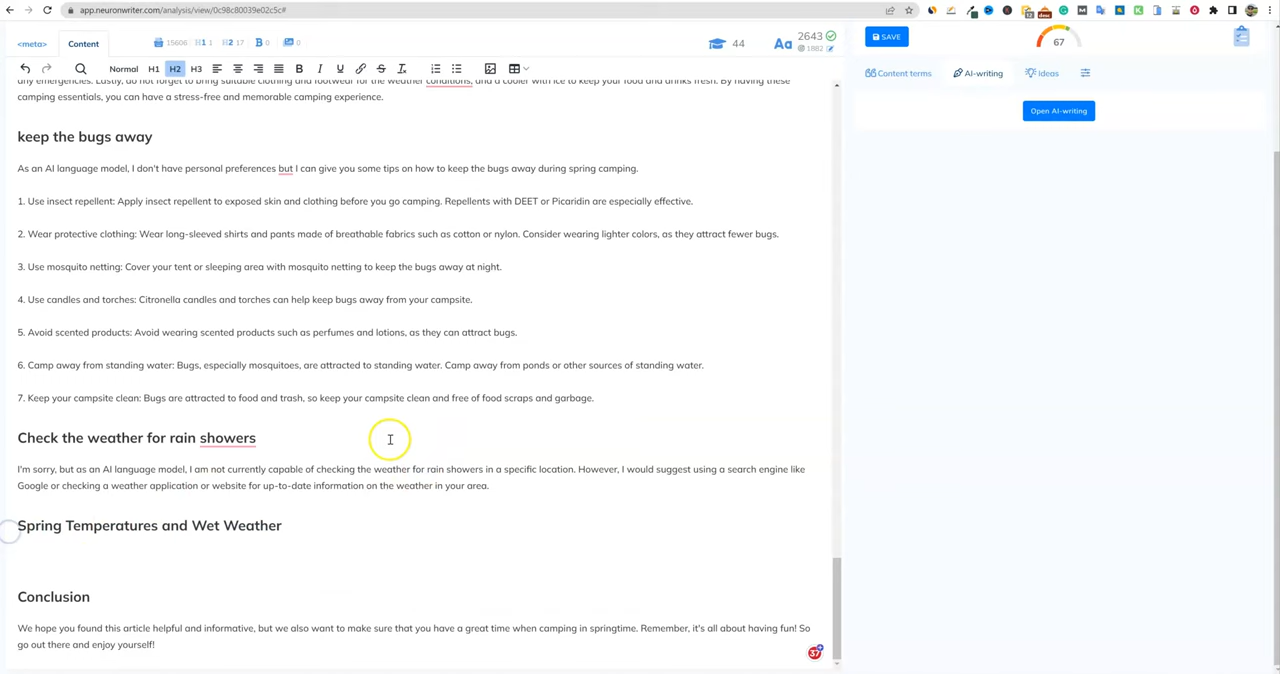 app.neuronwriter.com/analysis/view/0c98c80039e02c5c#
<meta> Content 15606 H1 1 H2 17 B 0 0 44 Aa 2643 1882
SAVE 67
Normal H1 H2 H3
Content terms AI-writing Ideas
Open AI-writing
any emergencies. Lastly, do not forget to bring suitable clothing and footwear for the weather conditions, and a cooler with ice to keep your food and drinks fresh. By having these
camping essentials, you can have a stress-free and memorable camping experience.
keep the bugs away
As an AI language model, I don't have personal preferences but I can give you some tips on how to keep the bugs away during spring camping.
1. Use insect repellent: Apply insect repellent to exposed skin and clothing before you go camping. Repellents with DEET or Picaridin are especially effective.
2. Wear protective clothing: Wear long-sleeved shirts and pants made of breathable fabrics such as cotton or nylon. Consider wearing lighter colors, as they attract fewer bugs.
3. Use mosquito netting: Cover your tent or sleeping area with mosquito netting to keep the bugs away at night.
4. Use candles and torches: Citronella candles and torches can help keep bugs away from your campsite.
5. Avoid scented products: Avoid wearing scented products such as perfumes and lotions, as they can attract bugs.
6. Camp away from standing water: Bugs, especially mosquitoes, are attracted to standing water. Camp away from ponds or other sources of standing water.
7. Keep your campsite clean: Bugs are attracted to food and trash, so keep your campsite clean and free of food scraps and garbage.
Check the weather for rain showers
I'm sorry, but as an AI language model, I am not currently capable of checking the weather for rain showers in a specific location. However, I would suggest using a search engine like
Google or checking a weather application or website for up-to-date information on the weather in your area.
Spring Temperatures and Wet Weather
Conclusion
We hope you found this article helpful and informative, but we also want to make sure that you have a great time when camping in springtime. Remember, it's all about having fun! So
go out there and enjoy yourself!
37